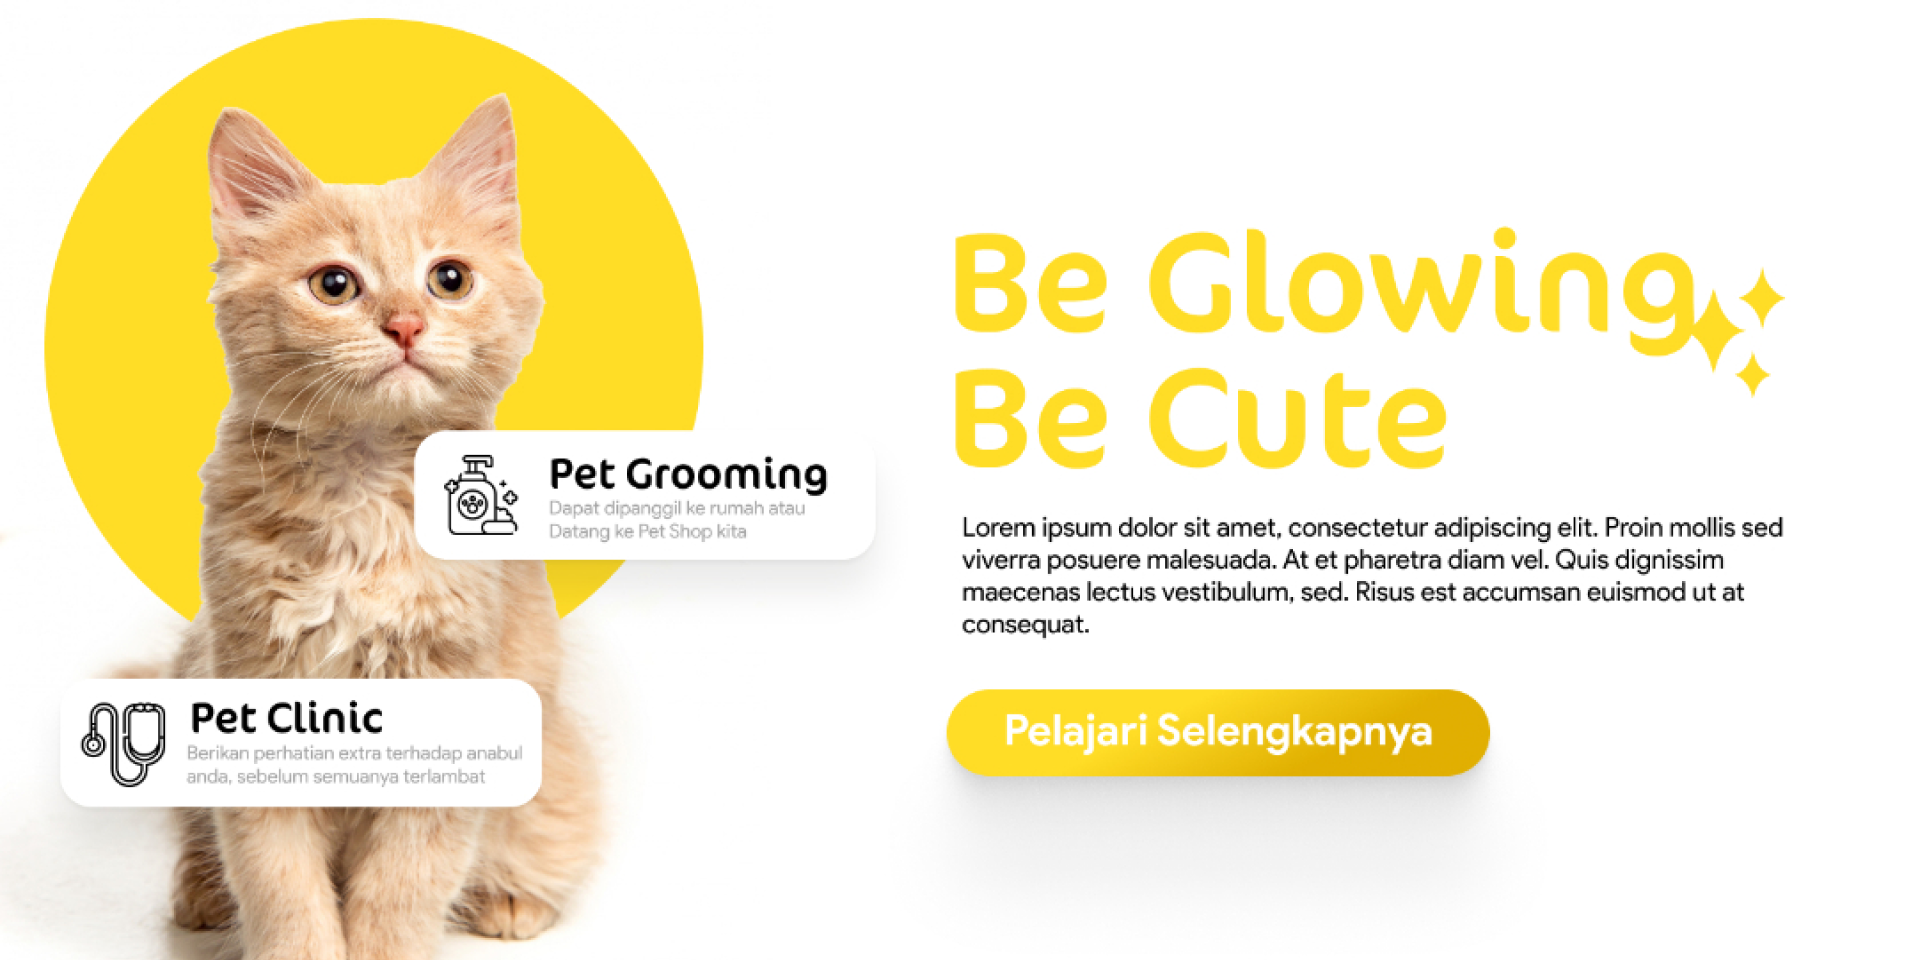 Be Glowing
Be Cute
Pet Grooming
Dapat dipanggil ke rumah atau
Datang ke Pet Shop kita
Lorem ipsum dolor sit amet, consectetur adipiscing elit. Proin mollis sed
viverra posuere malesuada. At et pharetra diam vel. Quis dignissim
maecenas lectus vestibulum, sed. Risus est accumsan euismod ut at
consequat.
Pet Clinic
Berikan perhatian extra terhadap anabul
anda, sebelum semuanya terlambat
Pelajari Selengkapnya